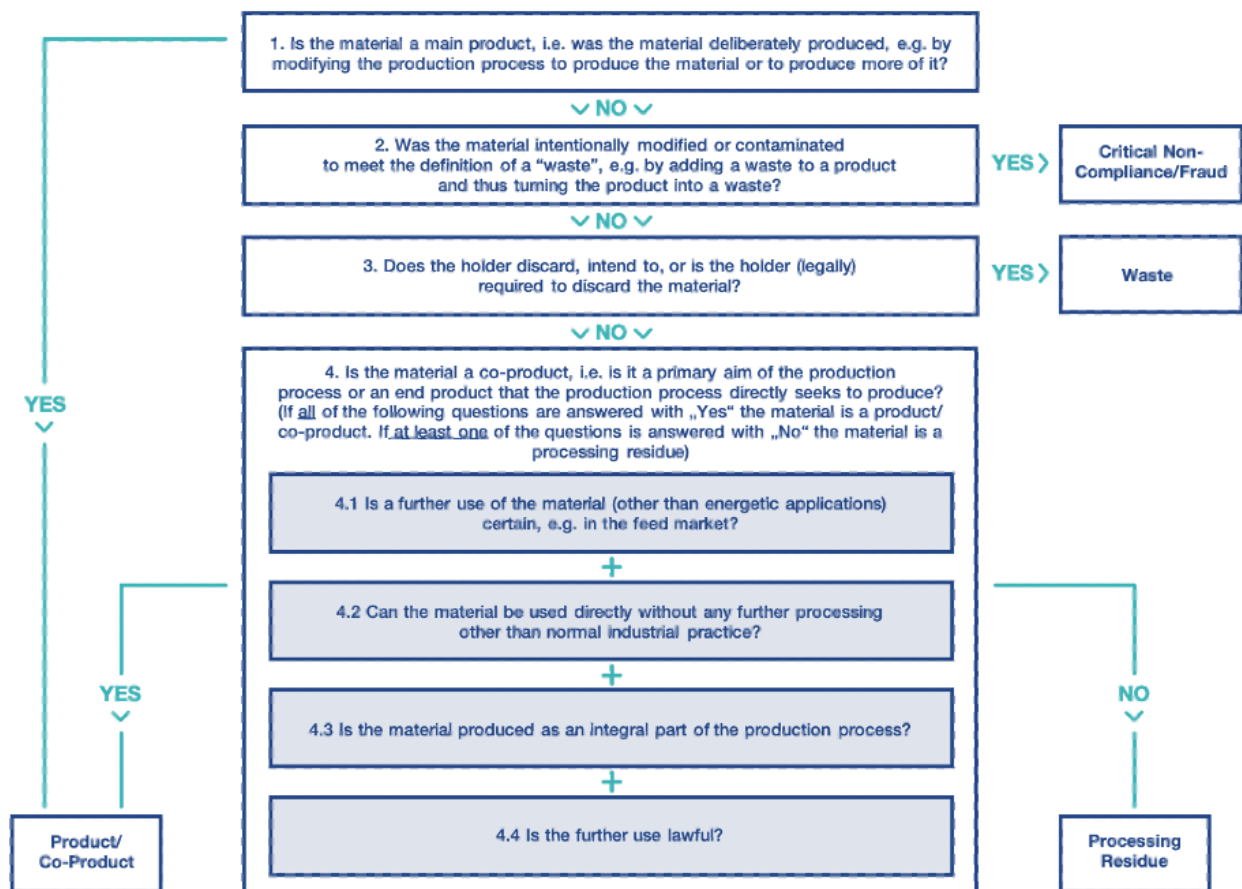 1. Is the material a main product, i.e. was the material deliberately produced, e.g. by
modifying the production process to produce the material or to produce more of it?
NO
2. Was the material intentionally modified or contaminated
to meet the definition of a “waste”, e.g. by adding a waste to a product
and thus turning the product into a waste?
YES
Critical Non-
Compliance/Fraud
NO
3. Does the holder discard, intend to, or is the holder (legally)
required to discard the material?
YES
Waste
NO
4. Is the material a co-product, i.e. is it a primary aim of the production
process or an end product that the production process directly seeks to produce?
(If all of the following questions are answered with „Yes“ the material is a product/
co-product. If at least one of the questions is answered with „No“ the material is a
processing residue)
YES
4.1 Is a further use of the material (other than energetic applications)
certain, e.g. in the feed market?
+
4.2 Can the material be used directly without any further processing
other than normal industrial practice?
+
YES
NO
4.3 Is the material produced as an integral part of the production process?
+
4.4 Is the further use lawful?
Product/
Co-Product
Processing
Residue